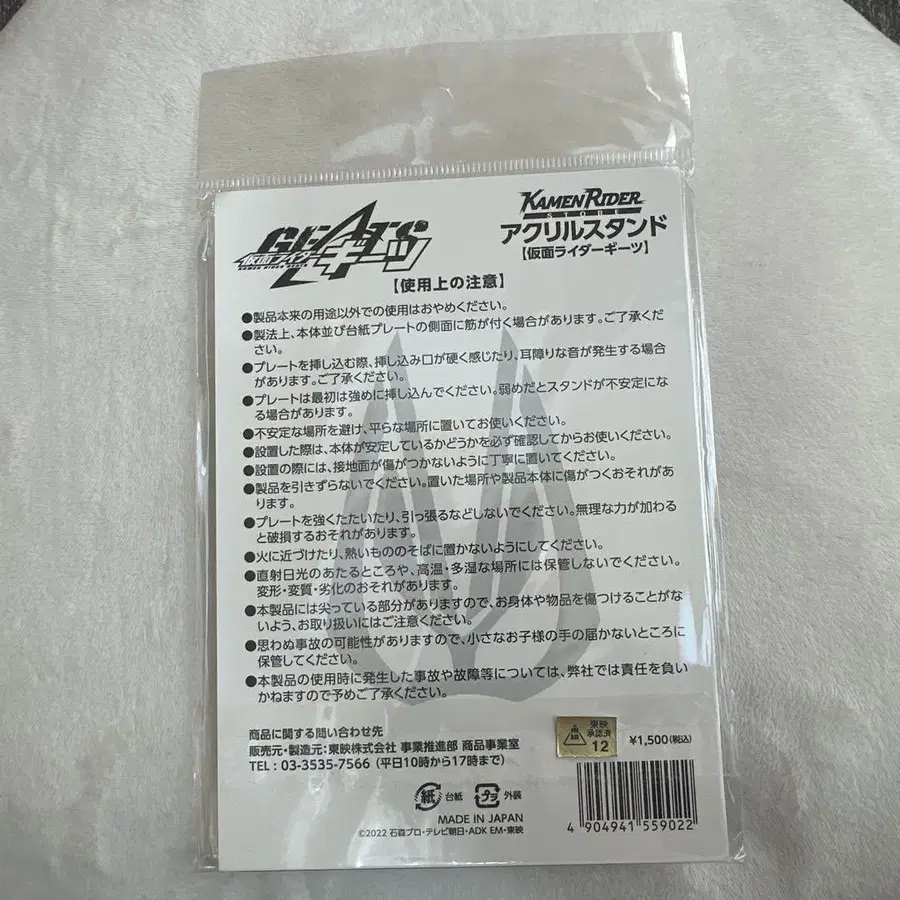 GEATS
仮面ライダーギーツ
KAMEN RIDER GEATS
KAMEN RIDER
STORE
アクリルスタンド
【仮面ライダーギーツ】
【使用上の注意】
●製品本来の用途以外での使用はおやめください。
●製法上、本体並び台紙プレートの側面に筋が付く場合があります。ご了承くだ
さい。
●プレートを挿し込む際、挿し込み口が硬く感じたり、耳障りな音が発生する場合
があります。ご了承ください。
●プレートは最初は強めに挿し込んでください。弱めだとスタンドが不安定にな
る場合があります。
●不安定な場所を避け、平らな場所に置いてお使いください。
●設置した際は、本体が安定しているかどうかを必ず確認してからお使いください。
●設置の際には、接地面が傷がつかないように丁寧に置いてください。
●製品を引きずらないでください。置いた場所や製品本体に傷がつくおそれがあ
ります。
●プレートを強くたたいたり、引っ張るなどしないでください。無理な力が加わる
と破損するおそれがあります。
●火に近づけたり、熱いもののそばに置かないようにしてください。
●直射日光のあたるところや、高温・多湿な場所には保管しないでください。
変形・変質・劣化のおそれがあります。
●本製品には尖っている部分がありますので、お身体や物品を傷つけることがな
いよう、お取り扱いにはご注意ください。
●思わぬ事故の可能性がありますので、小さなお子様の手の届かないところに
保管してください。
●本製品の使用時に発生した事故や故障等については、弊社では責任を負い
かねますので予めご了承ください。
商品に関する問い合わせ先
販売元・製造元：東映株式会社 事業推進部 商品事業室
TEL : 03-3535-7566 (平日10時から17時まで)
東映
承認済
12
¥1,500(税込)
紙 台紙 プラ 外装
MADE IN JAPAN
©2022 石森プロ・テレビ朝日・ADK EM・東映
4 904941 559022